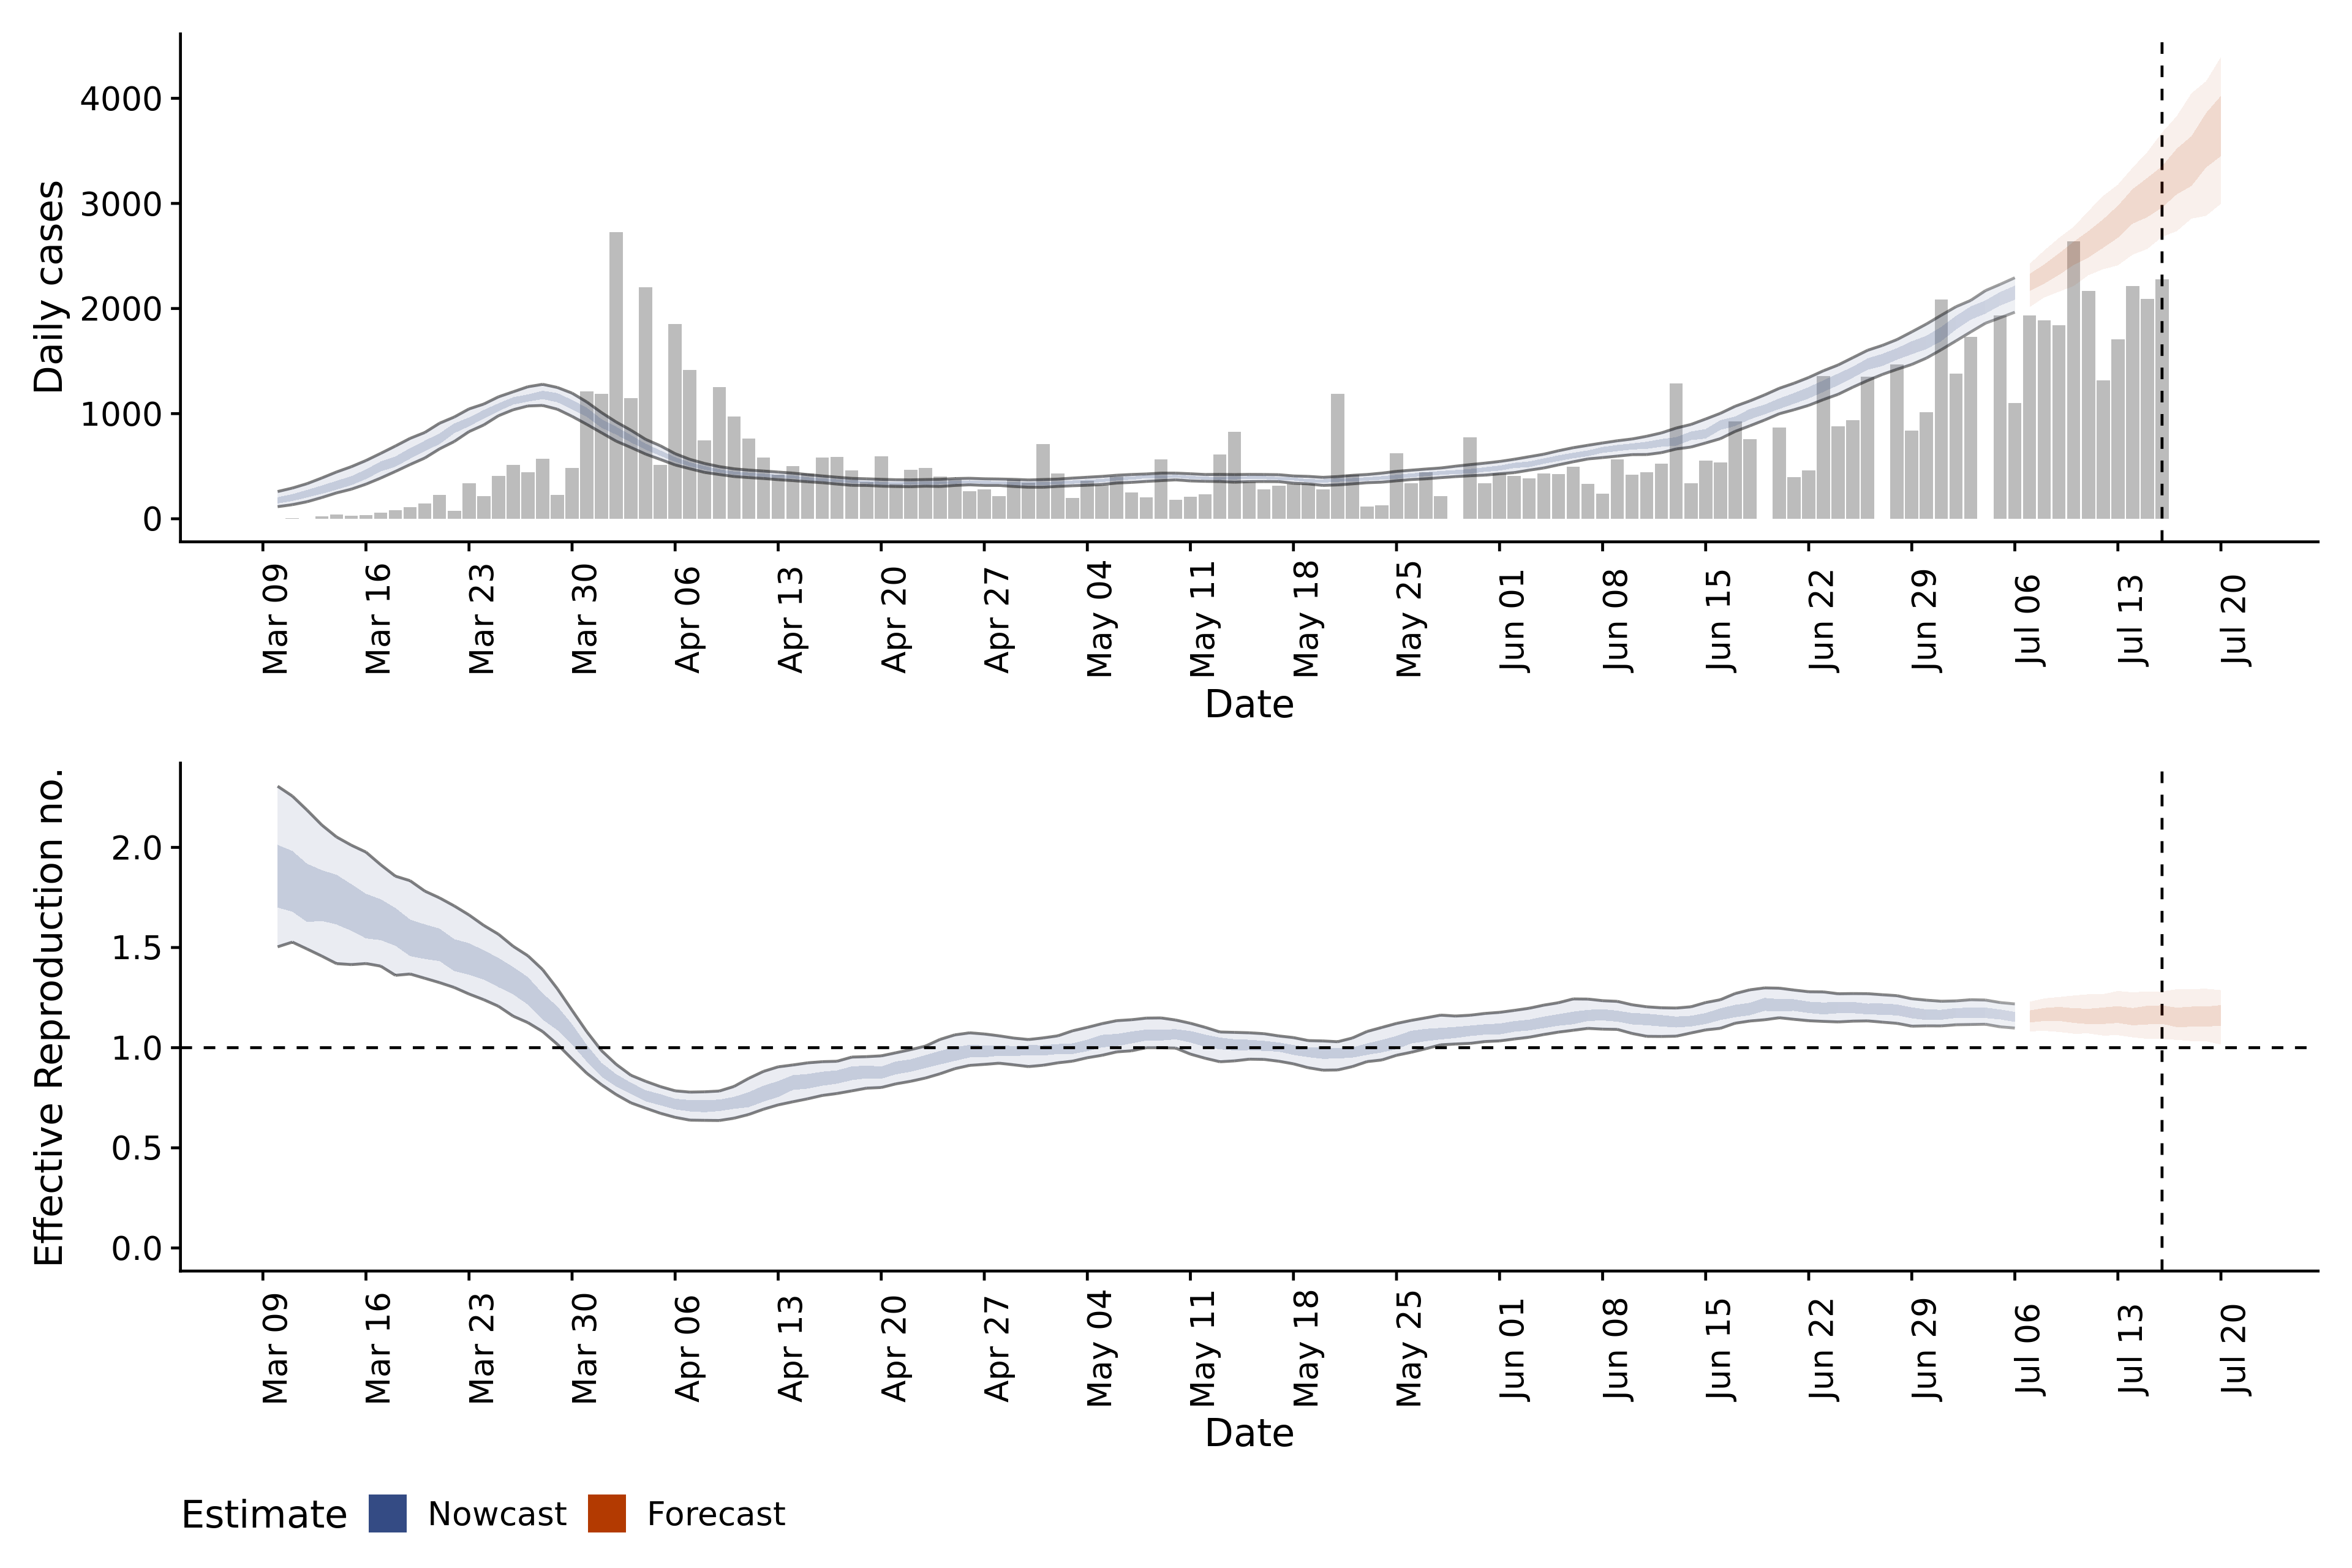 Daily cases
4000
3000
2000
1000
0
Mar 09 Mar 16 Mar 23 Mar 30 Apr 06 Apr 13 Apr 20 Apr 27 May 04 May 11 May 18 May 25 Jun 01 Jun 08 Jun 15 Jun 22 Jun 29 Jul 06 Jul 13 Jul 20
Date
Effective Reproduction no.
2.0
1.5
1.0
0.5
0.0
Mar 09 Mar 16 Mar 23 Mar 30 Apr 06 Apr 13 Apr 20 Apr 27 May 04 May 11 May 18 May 25 Jun 01 Jun 08 Jun 15 Jun 22 Jun 29 Jul 06 Jul 13 Jul 20
Date
Estimate Nowcast Forecast